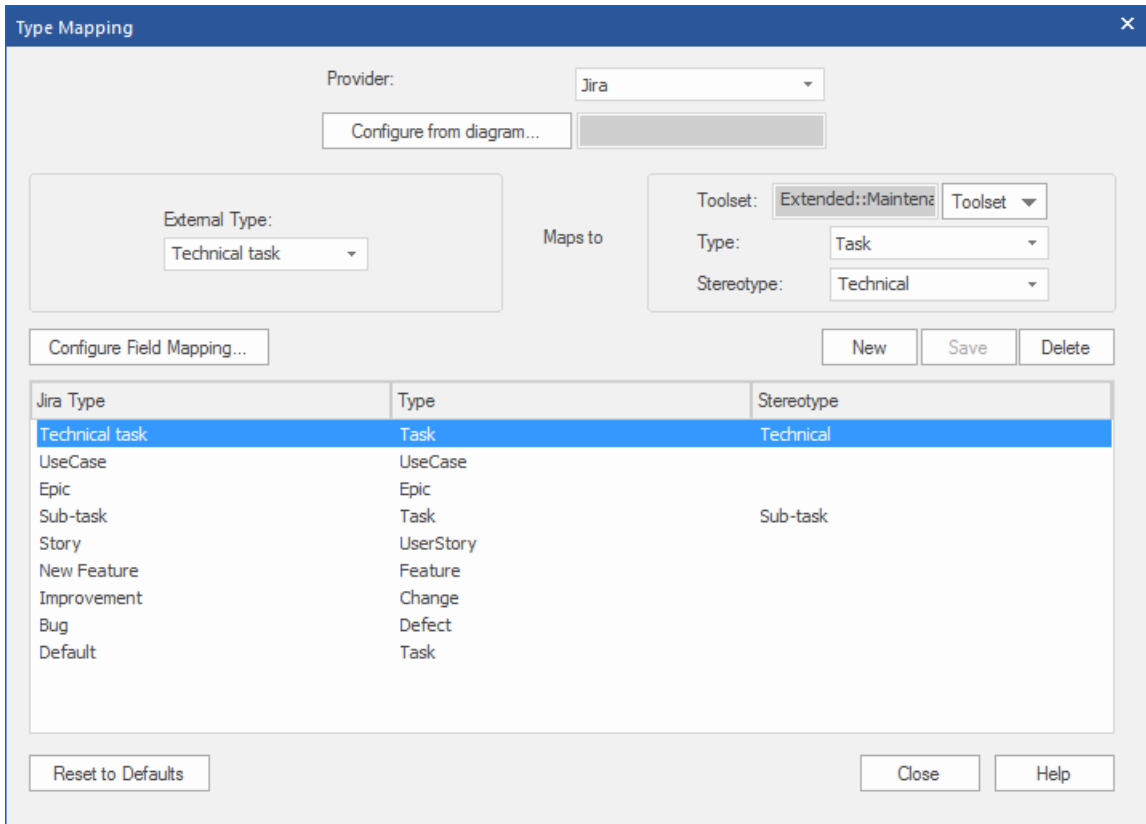 Type Mapping
Provider:
Jira
Configure from diagram...
External Type:
Technical task
Maps to
Toolset:
Extended::Maintena
Toolset
Type:
Task
Stereotype:
Technical
Configure Field Mapping...
New
Save
Delete
Jira Type Type Stereotype
Technical task Task Technical
UseCase UseCase
Epic Epic
Sub-task Task Sub-task
Story UserStory
New Feature Feature
Improvement Change
Bug Defect
Default Task
Reset to Defaults
Close
Help